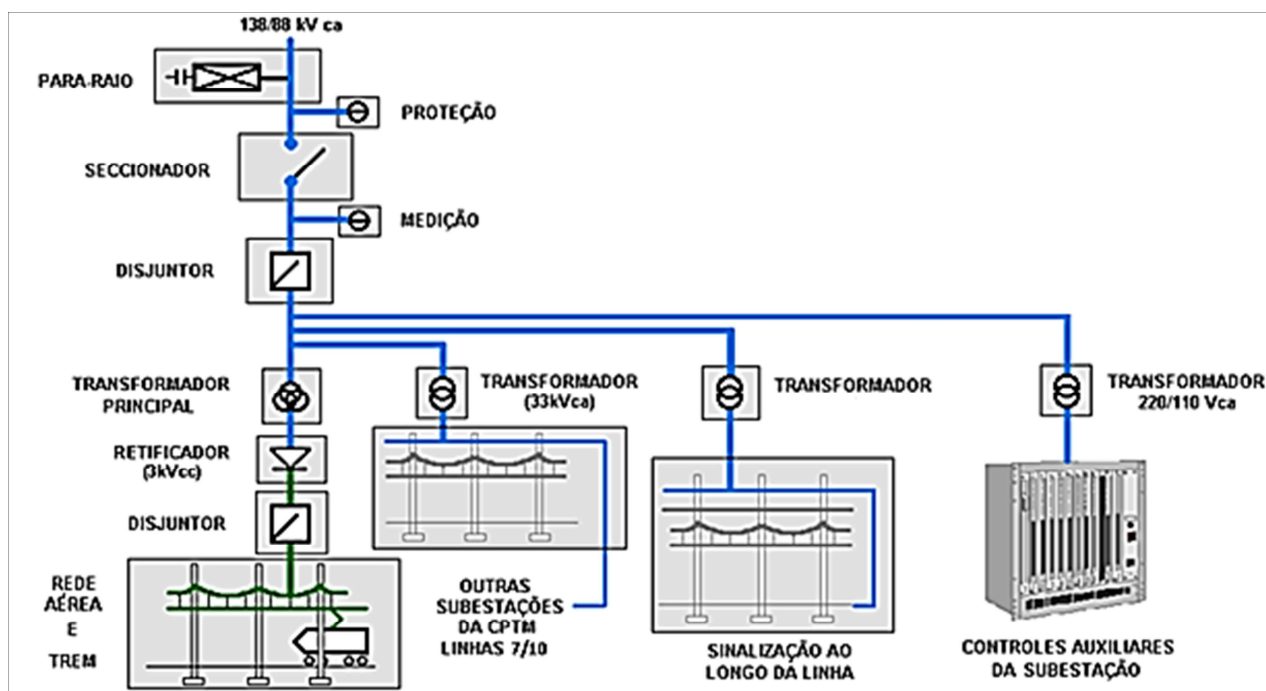 138/88 kV ca
PARA-RAIO
PROTEÇÃO
SECCIONADOR
MEDIÇÃO
DISJUNTOR
TRANSFORMADOR
PRINCIPAL
TRANSFORMADOR
(33kVca)
TRANSFORMADOR
TRANSFORMADOR
220/110 Vca
RETIFICADOR
(3kVcc)
DISJUNTOR
REDE
AÉREA
E
TREM
OUTRAS
SUBESTAÇÕES
DA CPTM
LINHAS 7/10
SINALIZAÇÃO AO
LONGO DA LINHA
CONTROLES AUXILIARES
DA SUBESTAÇÃO